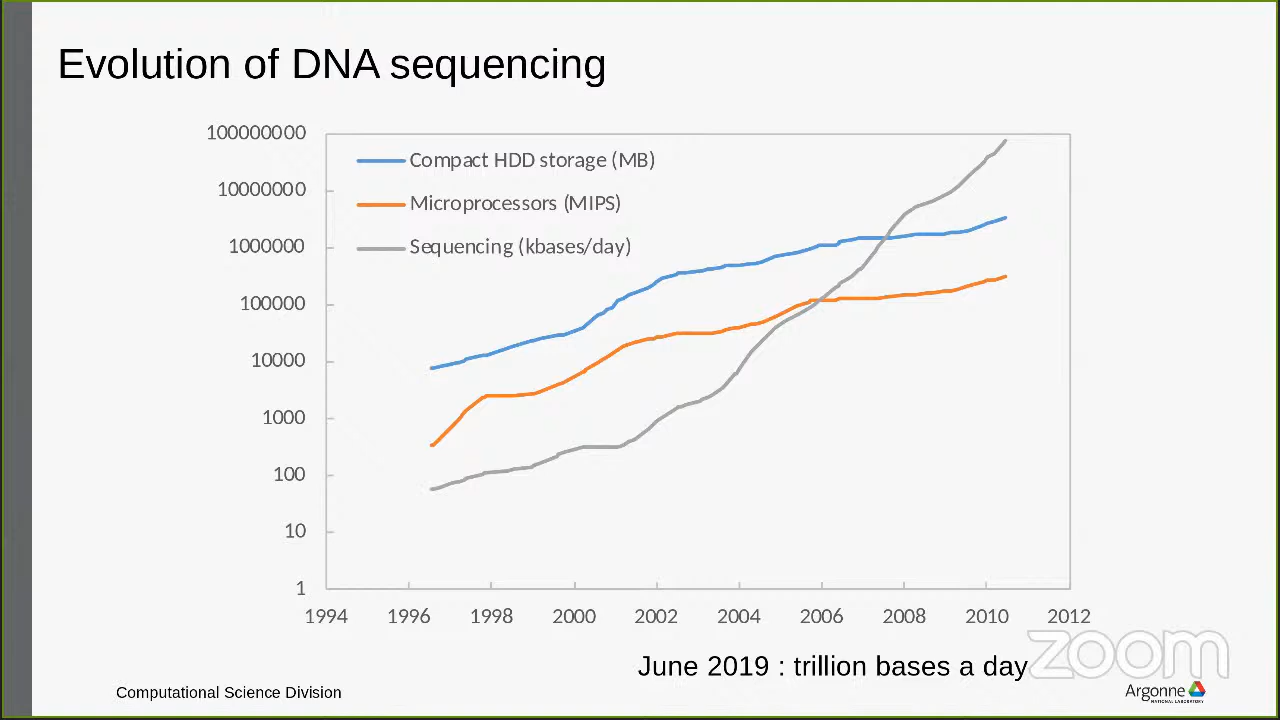 Evolution of DNA sequencing
100000000
10000000
1000000
100000
10000
1000
100
10
1
Compact HDD storage (MB)
Microprocessors (MIPS)
Sequencing (kbases/day)
1994 1996 1998 2000 2002 2004 2006 2008 2010 2012
June 2019 : trillion bases a day
zoom
Computational Science Division
Argonne
NATIONAL LABORATORY